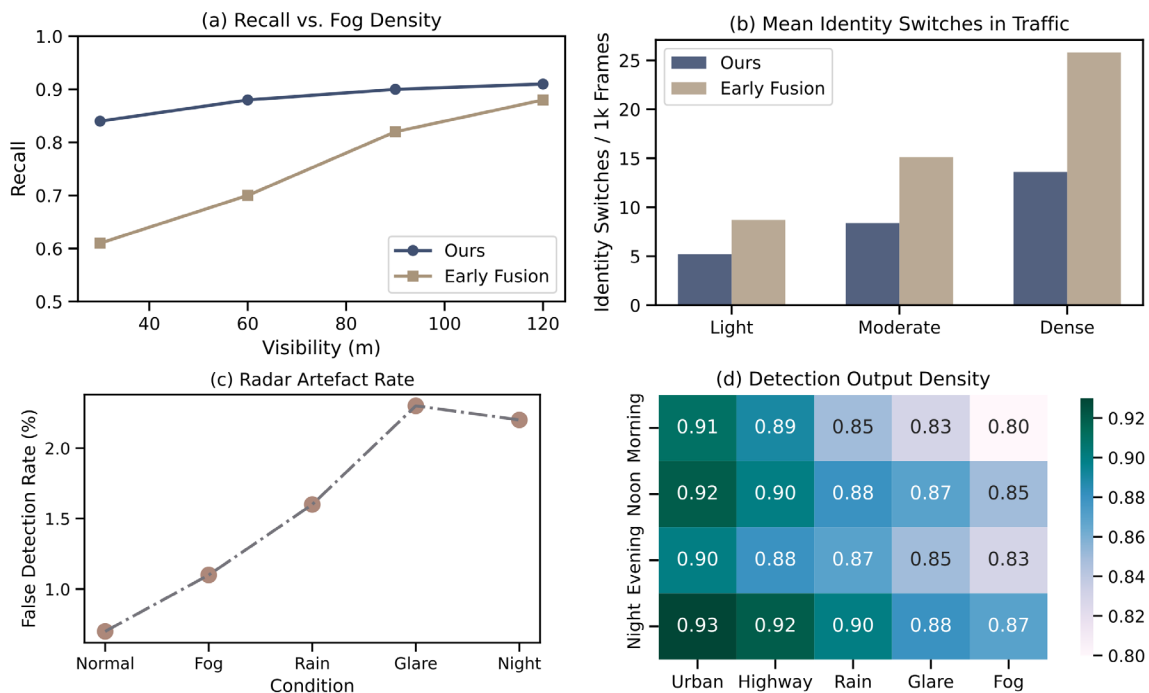 (a) Recall vs. Fog Density
1.0
0.9
0.8
0.7
0.6
0.5
Recall
Ours
Early Fusion
40
60
80
100
120
Visibility (m)
(b) Mean Identity Switches in Traffic
Identity Switches / 1k Frames
25
20
15
10
5
0
Ours
Early Fusion
Light
Moderate
Dense
(c) Radar Artefact Rate
False Detection Rate (%)
2.0
1.5
1.0
Normal
Fog
Rain
Glare
Night
Condition
(d) Detection Output Density
Morning
0.91 0.89 0.85 0.83 0.80
Noon
0.92 0.90 0.88 0.87 0.85
Evening
0.90 0.88 0.87 0.85 0.83
Night
0.93 0.92 0.90 0.88 0.87
Urban
Highway
Rain
Glare
Fog
0.92
0.90
0.88
0.86
0.84
0.82
0.80